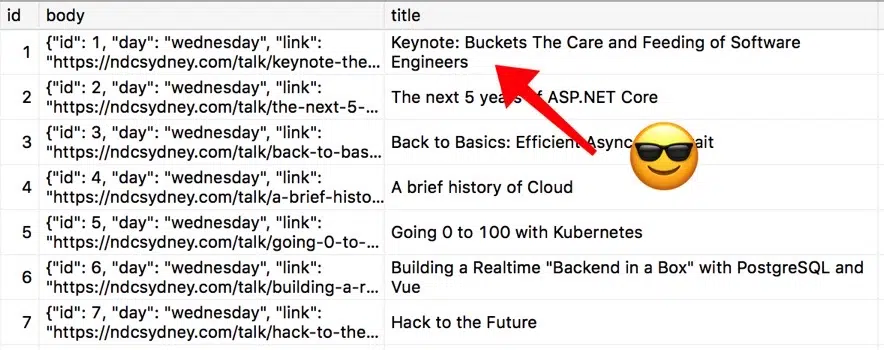 id body title
1 {"id": 1, "day": "wednesday", "link": Keynote: Buckets The Care and Feeding of Software
"https://ndcsydney.com/talk/keynote-the... Engineers
2 {"id": 2, "day": "wednesday", "link":
"https://ndcsydney.com/talk/the-next-5-... The next 5 years of ASP.NET Core
3 {"id": 3, "day": "wednesday", "link":
"https://ndcsydney.com/talk/back-to-bas... Back to Basics: Efficient Async
4 {"id": 4, "day": "wednesday", "link":
"https://ndcsydney.com/talk/a-brief-histo... A brief history of Cloud
5 {"id": 5, "day": "wednesday", "link":
"https://ndcsydney.com/talk/going-0-to-... Going 0 to 100 with Kubernetes
6 {"id": 6, "day": "wednesday", "link": Building a Realtime "Backend in a Box" with PostgreSQL and
"https://ndcsydney.com/talk/building-a-r... Vue
7 {"id": 7, "day": "wednesday", "link":
"https://ndcsydney.com/talk/hack-to-the... Hack to the Future